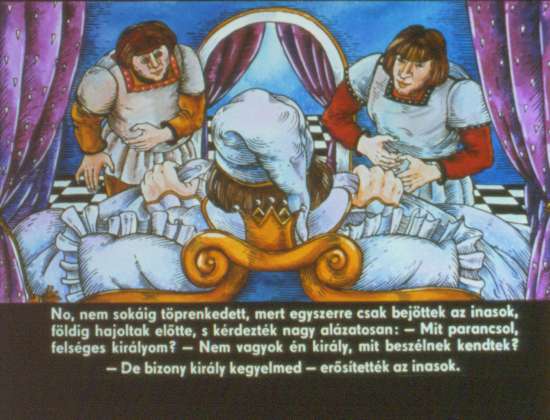 No, nem sokáig töprenkedett, mert egyszerre csak bejöttek az inasok,
földig hajoltak előtte, s kérdezték nagy alázatosan: — Mit parancsol,
felséges királyom? — Nem vagyok én király, mit beszélnek kendtek?
— De bizony király kegyelmed — erősítették az inasok.